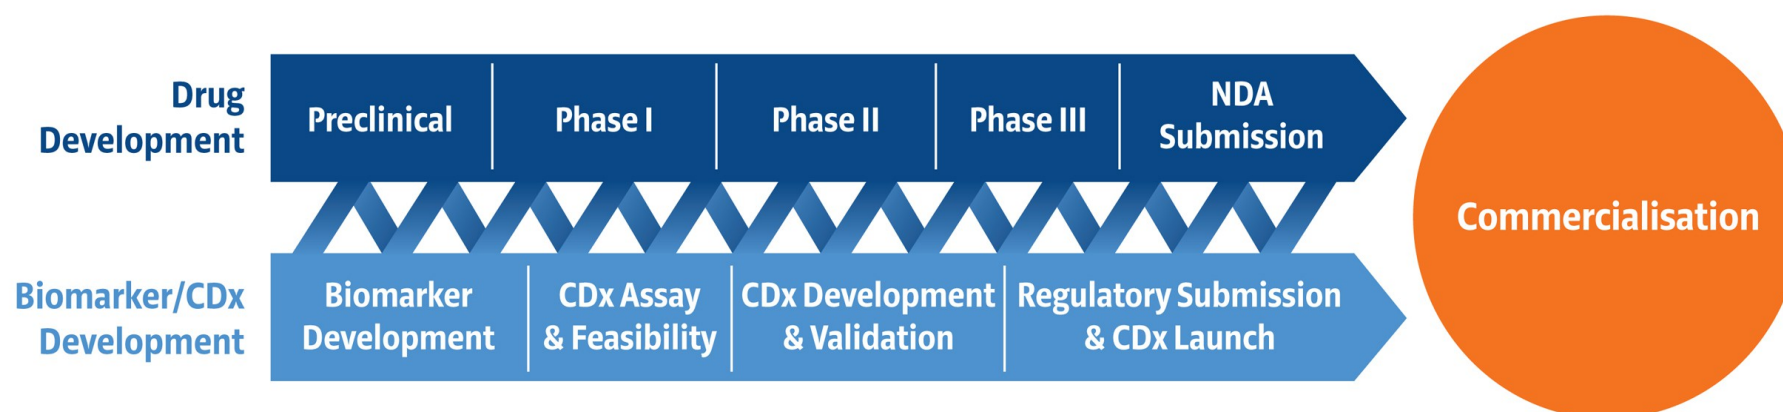 Drug
Development
Preclinical
Phase I
Phase II
Phase III
NDA
Submission
Biomarker/CDx
Development
Biomarker
Development
CDx Assay
& Feasibility
CDx Development
& Validation
Regulatory Submission
& CDx Launch
Commercialisation